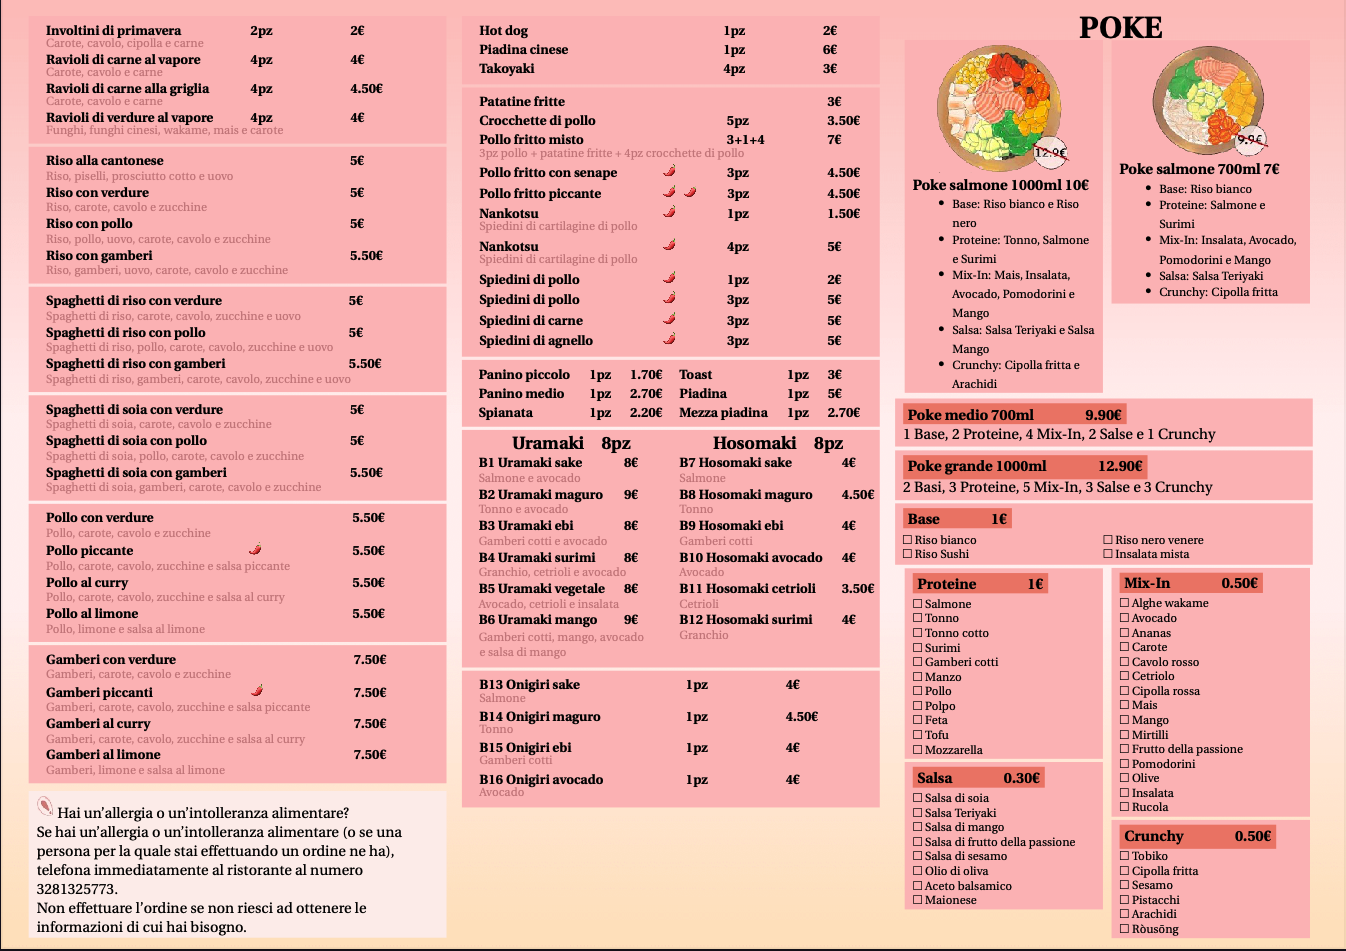 Involtini di primavera 2pz 2€
Carote, cavolo, cipolla e carne
Ravioli di carne al vapore 4pz 4€
Carote, cavolo e carne
Ravioli di carne alla griglia 4pz 4.50€
Carote, cavolo e carne
Ravioli di verdure al vapore 4pz 4€
Funghi, funghi cinesi, wakame, mais e carote
Riso alla cantonese 5€
Riso, piselli, prosciutto cotto e uovo
Riso con verdure 5€
Riso, carote, cavolo e zucchine
Riso con pollo 5€
Riso, pollo, uovo, carote, cavolo e zucchine
Riso con gamberi 5.50€
Riso, gamberi, uovo, carote, cavolo e zucchine
Spaghetti di riso con verdure 5€
Spaghetti di riso, carote, cavolo, zucchine e uovo
Spaghetti di riso con pollo 5€
Spaghetti di riso, pollo, carote, cavolo, zucchine e uovo
Spaghetti di riso con gamberi 5.50€
Spaghetti di riso, gamberi, carote, cavolo, zucchine e uovo
Spaghetti di soia con verdure 5€
Spaghetti di soia, carote, cavolo e zucchine
Spaghetti di soia con pollo 5€
Spaghetti di soia, pollo, carote, cavolo e zucchine
Spaghetti di soia con gamberi 5.50€
Spaghetti di soia, gamberi, carote, cavolo e zucchine
Pollo con verdure 5.50€
Pollo, carote, cavolo e zucchine
Pollo piccante 5.50€
Pollo, carote, cavolo, zucchine e salsa piccante
Pollo al curry 5.50€
Pollo, carote, cavolo, zucchine e salsa al curry
Pollo al limone 5.50€
Pollo, limone e salsa al limone
Gamberi con verdure 7.50€
Gamberi, carote, cavolo e zucchine
Gamberi piccanti 7.50€
Gamberi, carote, cavolo, zucchine e salsa piccante
Gamberi al curry 7.50€
Gamberi, carote, cavolo, zucchine e salsa al curry
Gamberi al limone 7.50€
Gamberi, limone e salsa al limone
Hai un'allergia o un'intolleranza alimentare?
Se hai un'allergia o un'intolleranza alimentare (o se una
persona per la quale stai effettuando un ordine ne ha),
telefona immediatamente al ristorante al numero
3281325773.
Non effettuare l'ordine se non riesci ad ottenere le
informazioni di cui hai bisogno.
Hot dog 1pz 2€
Piadina cinese 1pz 6€
Takoyaki 4pz 3€
Patatine fritte 3€
Crocchette di pollo 5pz 3.50€
Pollo fritto misto 3+1+4 7€
3pz pollo + patatine fritte + 4pz crocchette di pollo
Pollo fritto con senape 3pz 4.50€
Pollo fritto piccante 3pz 4.50€
Nankotsu 1pz 1.50€
Spiedini di cartilagine di pollo
Nankotsu 4pz 5€
Spiedini di cartilagine di pollo
Spiedini di pollo 1pz 2€
Spiedini di pollo 3pz 5€
Spiedini di carne 3pz 5€
Spiedini di agnello 3pz 5€
Panino piccolo 1pz 1.70€ Toast 1pz 3€
Panino medio 1pz 2.70€ Piadina 1pz 5€
Spianata 1pz 2.20€ Mezza piadina 1pz 2.70€
Uramaki 8pz
B1 Uramaki sake 8€
Salmone e avocado
B2 Uramaki maguro 9€
Tonno e avocado
B3 Uramaki ebi 8€
Gamberi cotti e avocado
B4 Uramaki surimi 8€
Granchio, cetrioli e avocado
B5 Uramaki vegetale 8€
Avocado, cetrioli e insalata
B6 Uramaki mango 9€
Gamberi cotti, mango, avocado
e salsa di mango
Hosomaki 8pz
B7 Hosomaki sake 4€
Salmone
B8 Hosomaki maguro 4.50€
Tonno
B9 Hosomaki ebi 4€
Gamberi cotti
B10 Hosomaki avocado 4€
Avocado
B11 Hosomaki cetrioli 3.50€
Cetrioli
B12 Hosomaki surimi 4€
Granchio
B13 Onigiri sake 1pz 4€
Salmone
B14 Onigiri maguro 1pz 4.50€
Tonno
B15 Onigiri ebi 1pz 4€
Gamberi cotti
B16 Onigiri avocado 1pz 4€
Avocado
POKE
12.9€
Poke salmone 1000ml 10€
• Base: Riso bianco e Riso
nero
• Proteine: Tonno, Salmone
e Surimi
• Mix-In: Mais, Insalata,
Avocado, Pomodorini e
Mango
• Salsa: Salsa Teriyaki e Salsa
Mango
• Crunchy: Cipolla fritta e
Arachidi
9.9€
Poke salmone 700ml 7€
• Base: Riso bianco
• Proteine: Salmone e
Surimi
• Mix-In: Insalata, Avocado,
Pomodorini e Mango
• Salsa: Salsa Teriyaki
• Crunchy: Cipolla fritta
Poke medio 700ml 9.90€
1 Base, 2 Proteine, 4 Mix-In, 2 Salse e 1 Crunchy
Poke grande 1000ml 12.90€
2 Basi, 3 Proteine, 5 Mix-In, 3 Salse e 3 Crunchy
Base 1€
☐ Riso bianco ☐ Riso nero venere
☐ Riso Sushi ☐ Insalata mista
Proteine 1€
☐ Salmone
☐ Tonno
☐ Tonno cotto
☐ Surimi
☐ Gamberi cotti
☐ Manzo
☐ Pollo
☐ Polpo
☐ Feta
☐ Tofu
☐ Mozzarella
Salsa 0.30€
☐ Salsa di soia
☐ Salsa Teriyaki
☐ Salsa di mango
☐ Salsa di frutto della passione
☐ Salsa di sesamo
☐ Olio di oliva
☐ Aceto balsamico
☐ Maionese
Mix-In 0.50€
☐ Alghe wakame
☐ Avocado
☐ Ananas
☐ Carote
☐ Cavolo rosso
☐ Cetriolo
☐ Cipolla rossa
☐ Mais
☐ Mango
☐ Mirtilli
☐ Frutto della passione
☐ Pomodorini
☐ Olive
☐ Insalata
☐ Rucola
Crunchy 0.50€
☐ Tobiko
☐ Cipolla fritta
☐ Sesamo
☐ Pistacchi
☐ Arachidi
☐ Ròusōng